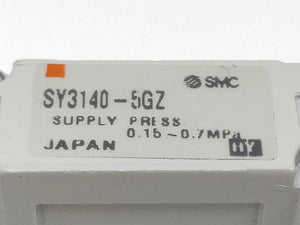 SMC
SY3140-5GZ
SUPPLY PRESS
0.15~0.7MPa
JAPAN